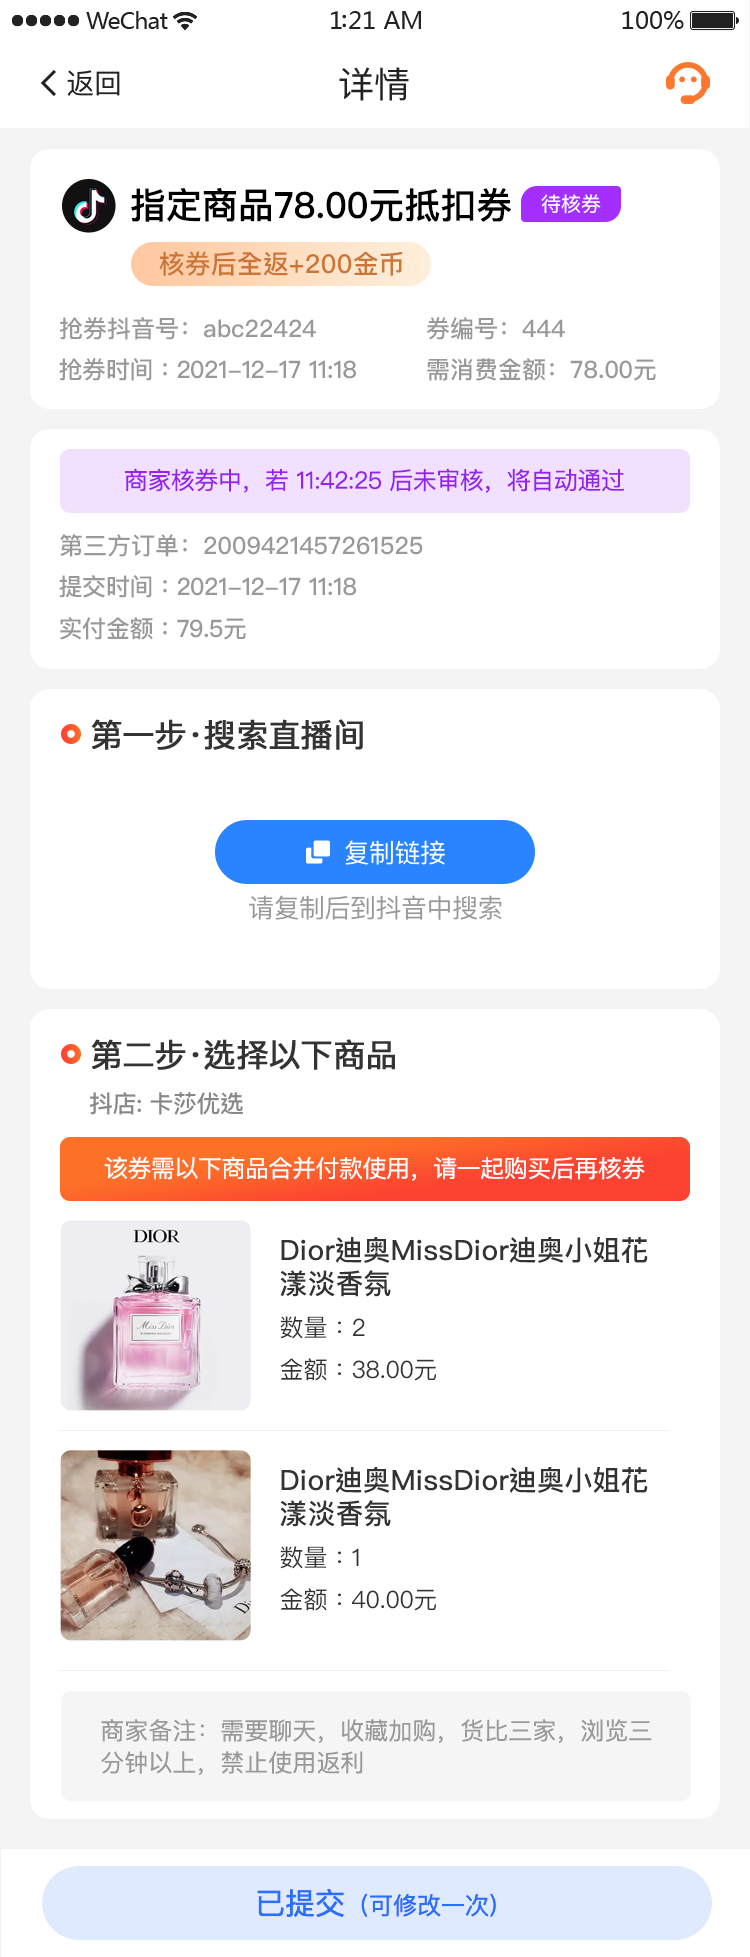 WeChat 1:21 AM 100%
返回 详情
指定商品78.00元抵扣券 待核券
核券后全返+200金币
抢券抖音号：abc22424 券编号：444
抢券时间：2021-12-17 11:18 需消费金额：78.00元
商家核券中，若 11:42:25 后未审核，将自动通过
第三方订单：2009421457261525
提交时间：2021-12-17 11:18
实付金额：79.5元
第一步·搜索直播间
复制链接
请复制后到抖音中搜索
第二步·选择以下商品
抖店: 卡莎优选
该券需以下商品合并付款使用，请一起购买后再核券
DIOR
Miss Dior
Dior迪奥MissDior迪奥小姐花
漾淡香氛
数量：2
金额：38.00元
Dior迪奥MissDior迪奥小姐花
漾淡香氛
数量：1
金额：40.00元
商家备注：需要聊天，收藏加购，货比三家，浏览三
分钟以上，禁止使用返利
已提交（可修改一次）